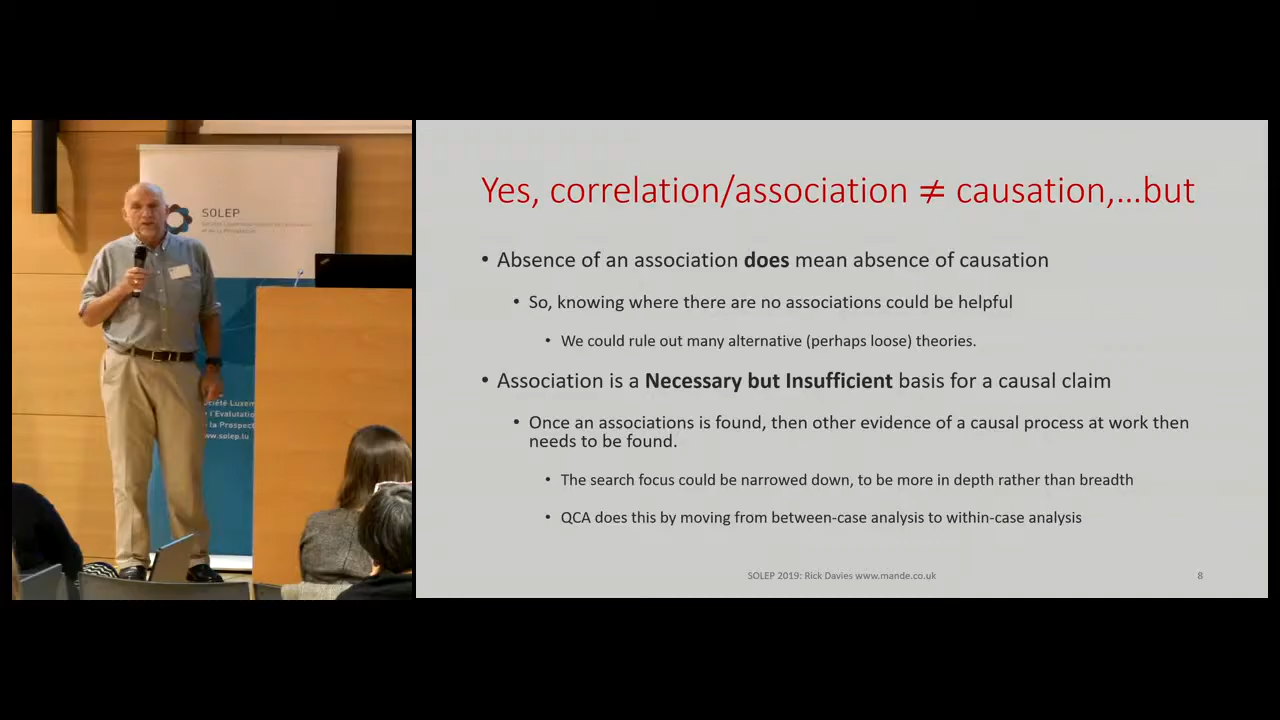 SOLEP
Société Luxem
l'Evalutatio
la Prospect
www.solep.lu
Yes, correlation/association ≠ causation,...but
• Absence of an association does mean absence of causation
• So, knowing where there are no associations could be helpful
• We could rule out many alternative (perhaps loose) theories.
• Association is a Necessary but Insufficient basis for a causal claim
• Once an associations is found, then other evidence of a causal process at work then
needs to be found.
• The search focus could be narrowed down, to be more in depth rather than breadth
• QCA does this by moving from between-case analysis to within-case analysis
SOLEP 2019: Rick Davies www.mande.co.uk
8